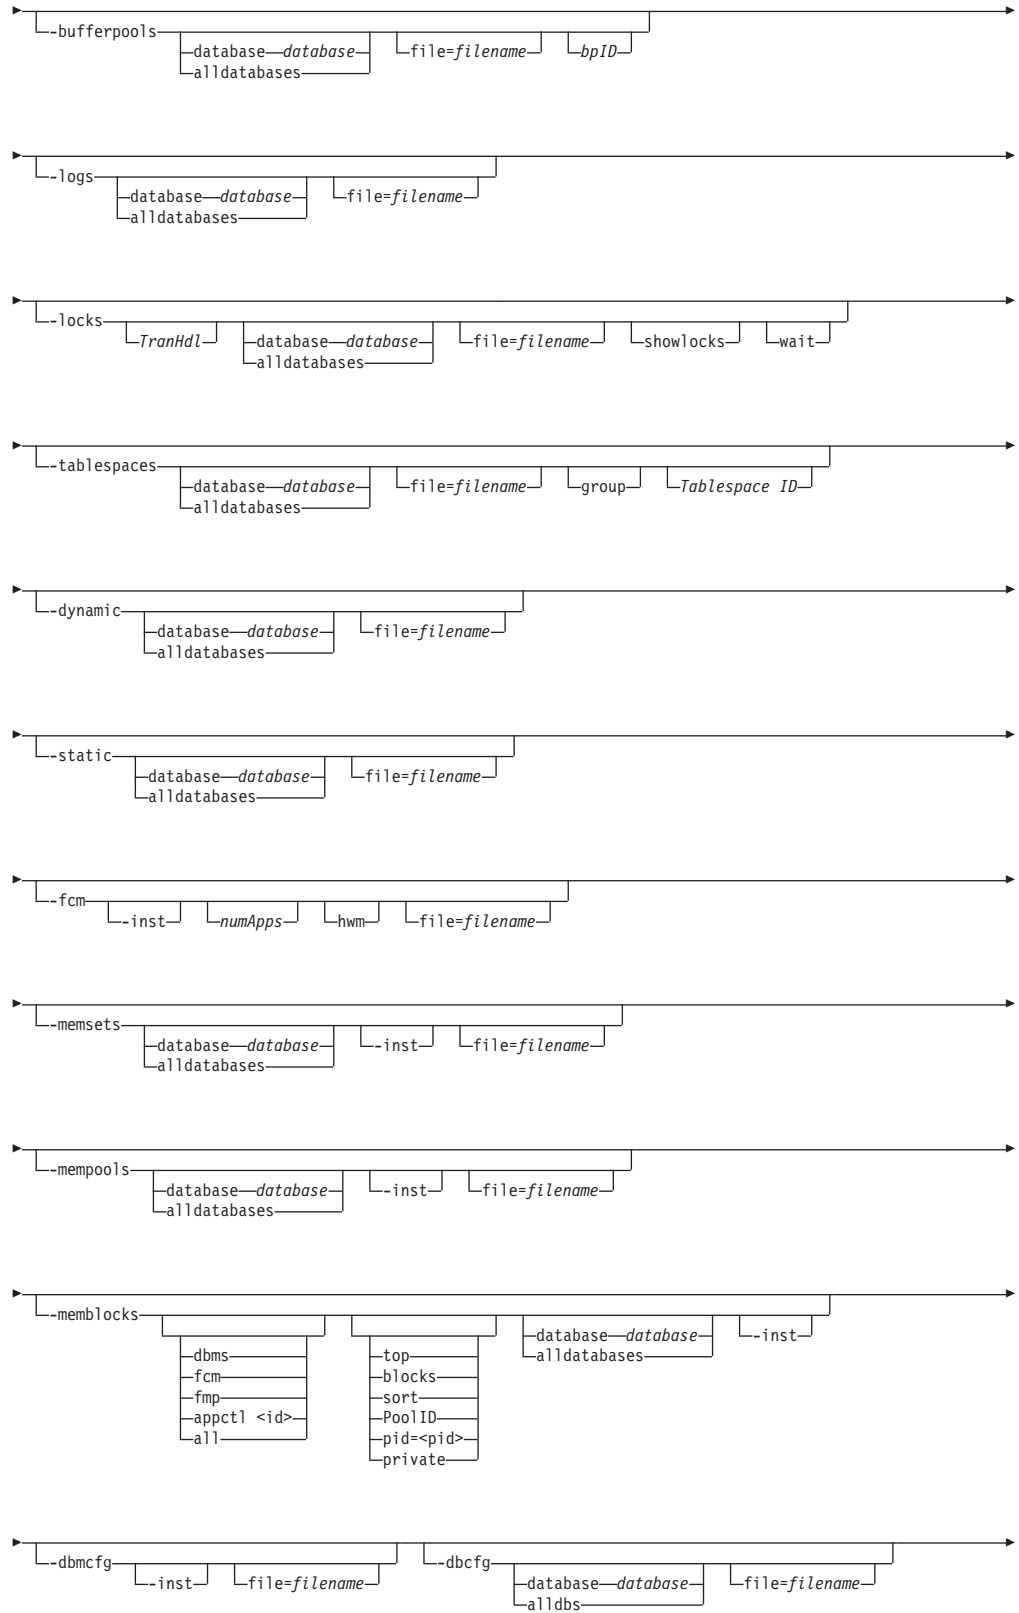 -bufferpools
database database
alldatabases
file=filename
bpID
-logs
database database
alldatabases
file=filename
-locks
TranHdl
database database
alldatabases
file=filename
showlocks
wait
-tablespaces
database database
alldatabases
file=filename
group
Tablespace ID
-dynamic
database database
alldatabases
file=filename
-static
database database
alldatabases
file=filename
-fcm
-inst
numApps
hwm
file=filename
-memsets
database database
alldatabases
-inst
file=filename
-mempools
database database
alldatabases
-inst
file=filename
-memblocks
dbms
fcm
fmp
appctl <id>
all
top
blocks
sort
PoolID
pid=<pid>
private
database database
alldatabases
-inst
-dbmcfg
-inst
file=filename
-dbcfg
database database
alldbs
file=filename